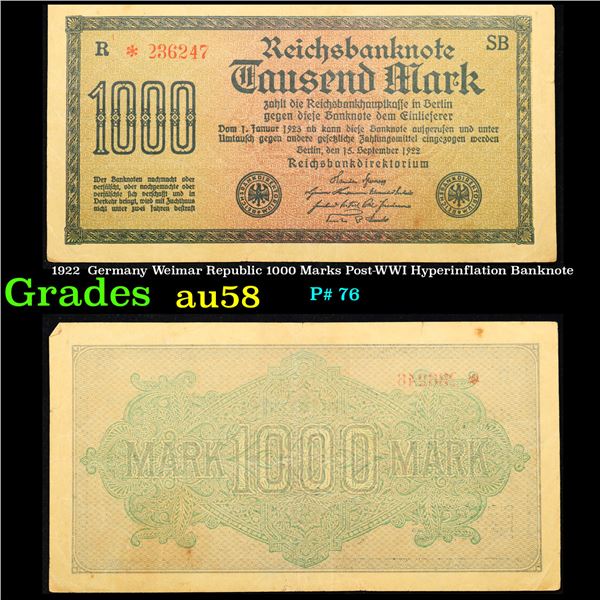 R * 236247
Reichsbanknote
SB
1000
Tausend Mark
zahlt die Reichsbankhauptkasse in Berlin
gegen diese Banknote dem Einlieferer
Vom 1. Januar 1923 ab kann diese Banknote aufgerufen und unter
Umtausch gegen andere gesetzliche Zahlungsmittel eingezogen werden
Berlin, den 15. September 1922
Reichsbankdirektorium
Wer Banknoten nachmacht oder
verfälscht, oder nachgemachte oder
verfälschte sich verschafft und in
Verkehr bringt, wird mit Zuchthaus
nicht unter zwei Jahren bestraft
1922 Germany Weimar Republic 1000 Marks Post-WWI Hyperinflation Banknote
Grades au58 P# 76
MARK 1000 MARK